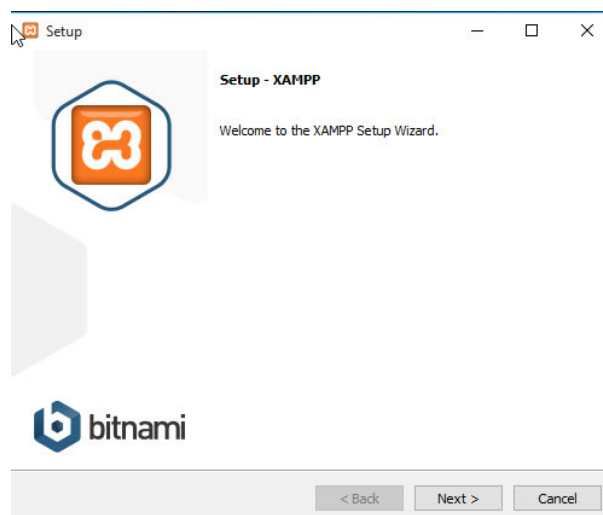 Setup
Setup - XAMPP
Welcome to the XAMPP Setup Wizard.
bitnami
< Back
Next >
Cancel